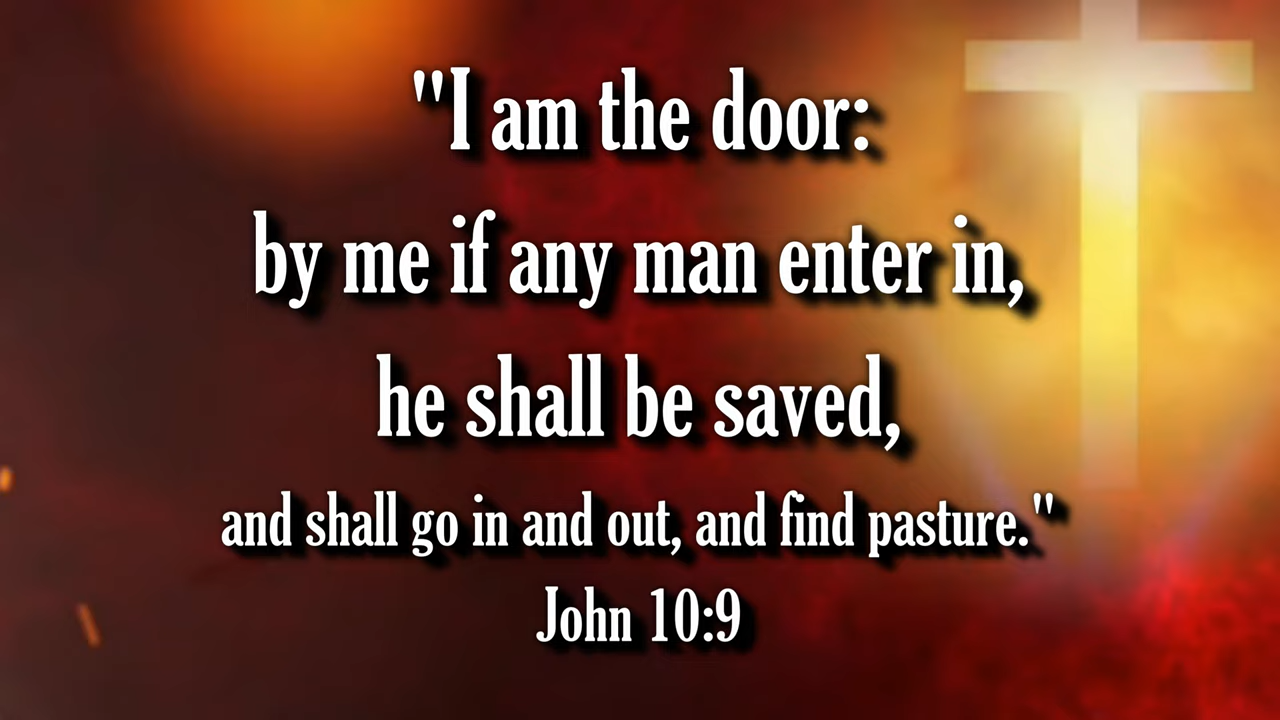 "I am the door:
by me if any man enter in,
he shall be saved,
and shall go in and out, and find pasture."
John 10:9